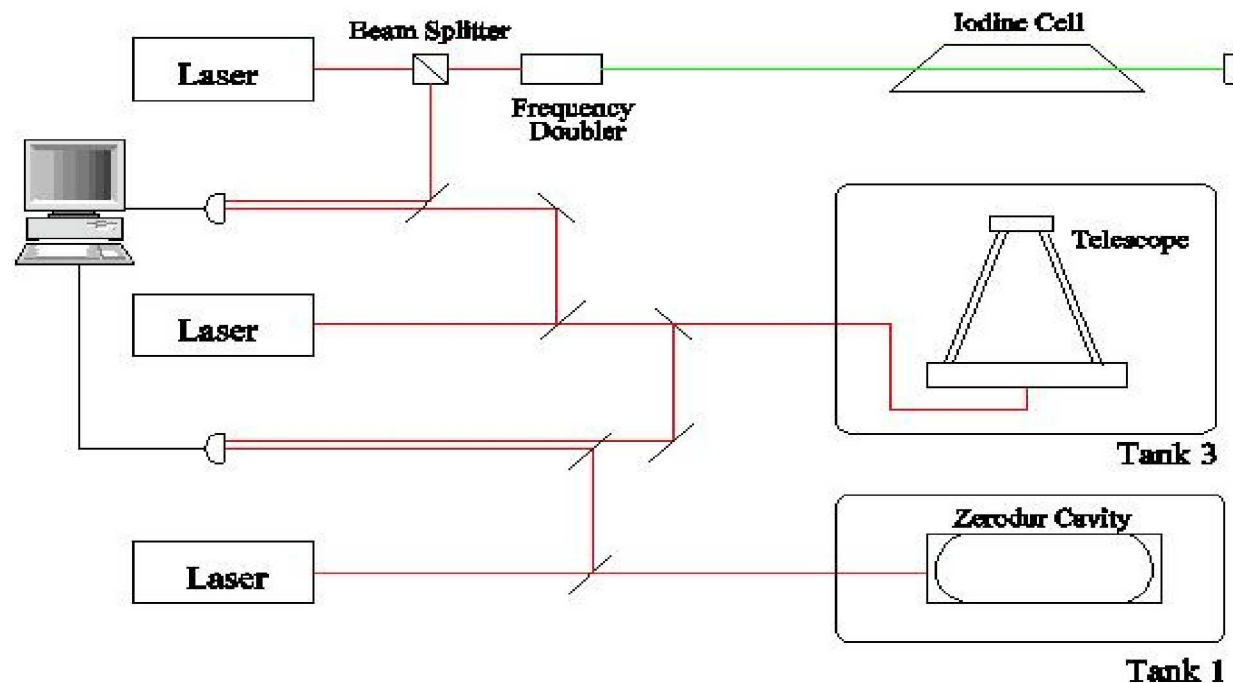 Beam Splitter
Iodine Cell
Laser
Frequency
Doubler
Telescope
Laser
Tank 3
Zerodur Cavity
Laser
Tank 1